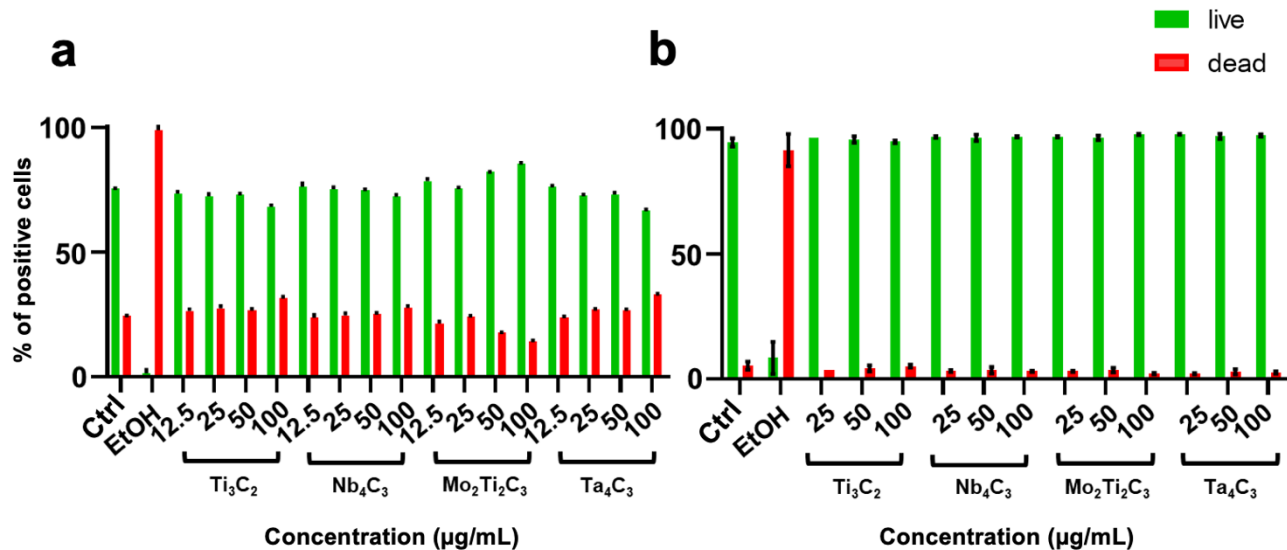 a
b
live
dead
% of positive cells
100
50
0
Ctrl EtOH 12.5 25 50 100 12.5 25 50 100 12.5 25 50 100 12.5 25 50 100
Ti₃C₂ Nb₄C₃ Mo₂Ti₂C₃ Ta₄C₃
Concentration (µg/mL)
100
50
0
Ctrl EtOH 25 50 100 25 50 100 25 50 100 25 50 100
Ti₃C₂ Nb₄C₃ Mo₂Ti₂C₃ Ta₄C₃
Concentration (µg/mL)